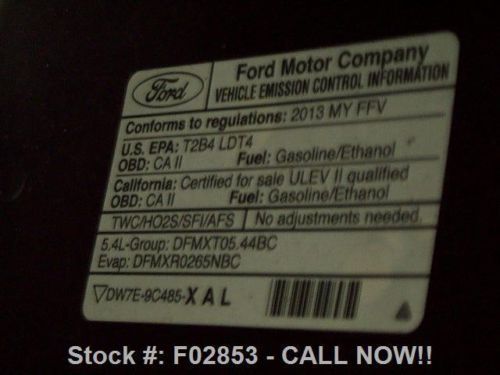 Ford
Ford Motor Company
VEHICLE EMISSION CONTROL INFORMATION
Conforms to regulations: 2013 MY FFV
U.S. EPA: T2B4 LDT4
OBD: CA II Fuel: Gasoline/Ethanol
California: Certified for sale ULEV II qualified
OBD: CA II Fuel: Gasoline/Ethanol
TWC/HO2S/SFI/AFS No adjustments needed.
5.4L-Group: DFMXT05.44BC
Evap: DFMXR0265NBC
DW7E-9C485-XAL
Stock #: F02853 - CALL NOW!!